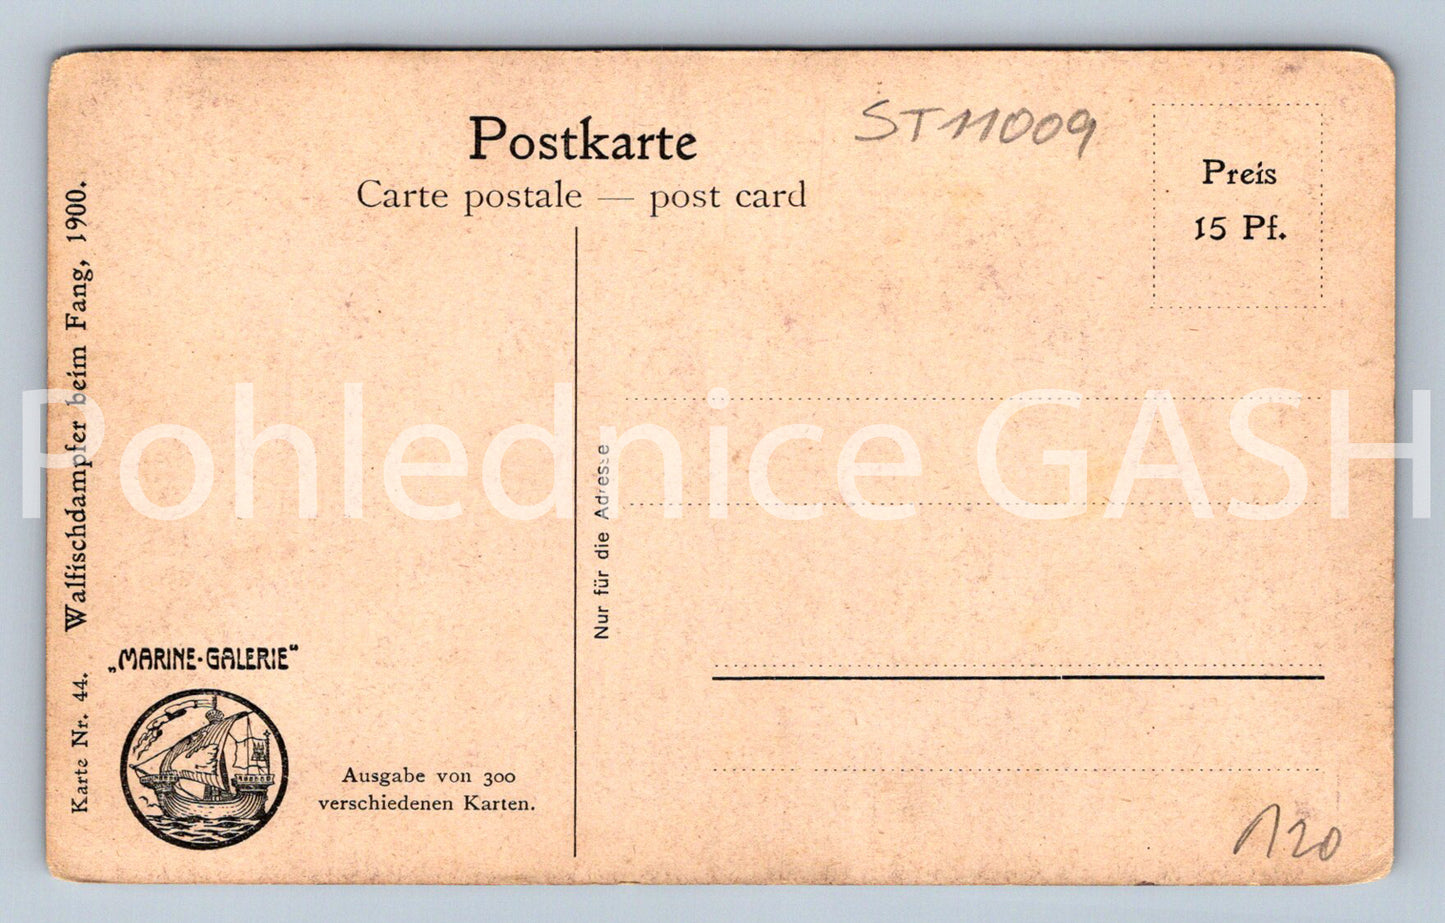 Postkarte
Carte postale — post card
ST11009
Preis
15 Pf.
Karte Nr. 44. Walfischdampfer beim Fang, 1900.
Nur für die Adresse
„MARINE-GALERIE“
Ausgabe von 300
verschiedenen Karten.
120
Pohlednice GASH